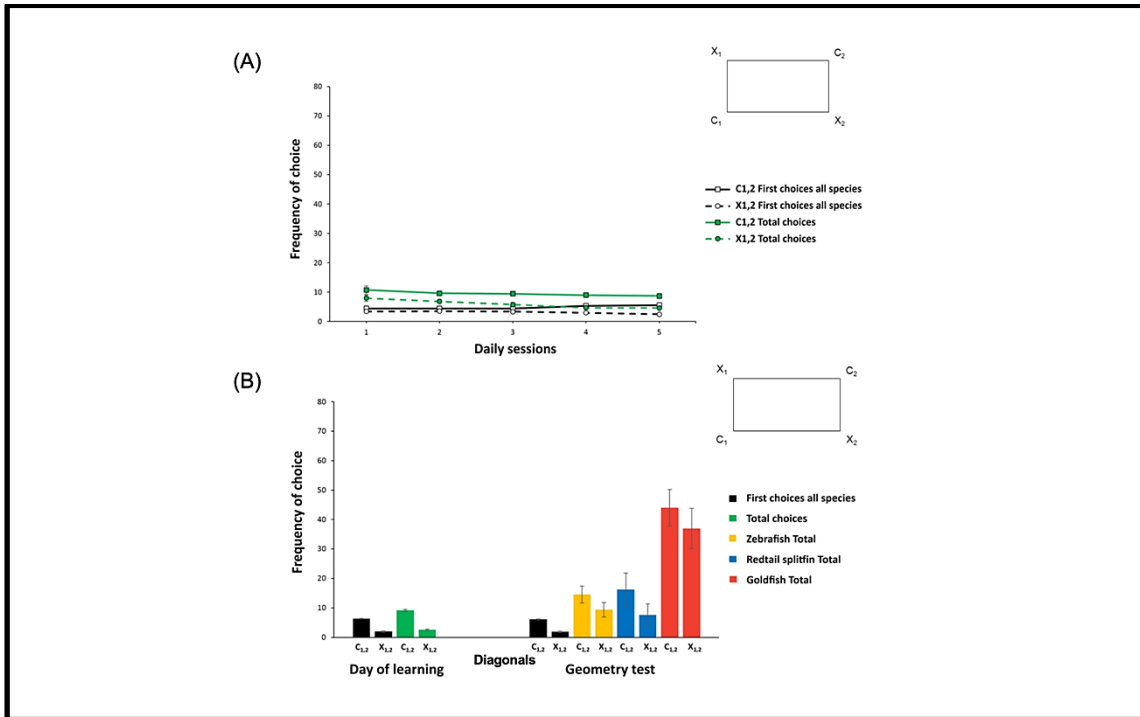 (A)
X1 C2
C1 X2
Frequency of choice
80
70
60
50
40
30
20
10
0
1 2 3 4 5
Daily sessions
C1,2 First choices all species
X1,2 First choices all species
C1,2 Total choices
X1,2 Total choices
(B)
X1 C2
C1 X2
Frequency of choice
80
70
60
50
40
30
20
10
0
C1,2 X1,2 C1,2 X1,2 C1,2 X1,2 C1,2 X1,2 C1,2 X1,2 C1,2 X1,2
Day of learning Diagonals Geometry test
First choices all species
Total choices
Zebrafish Total
Redtail splitfin Total
Goldfish Total